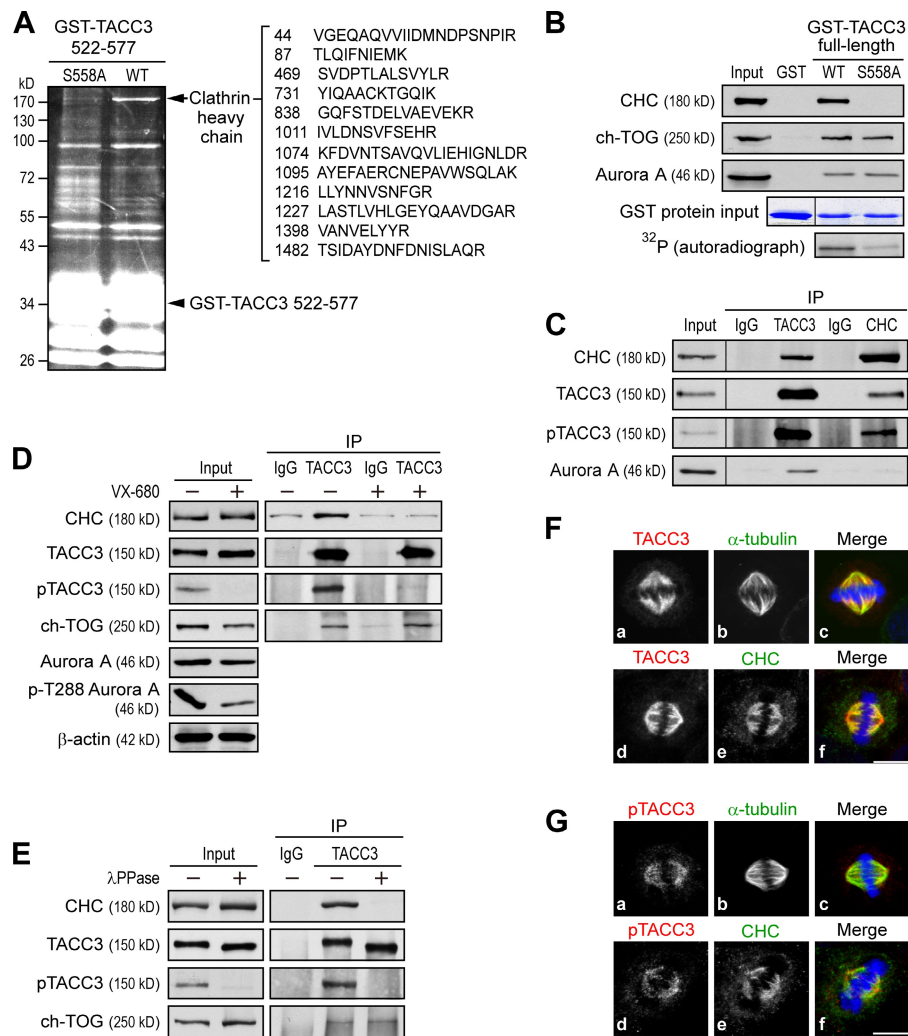 A
GST-TACC3
522-577
S558A WT
kD
170
130
100
72
55
43
34
26
Clathrin
heavy
chain
44 VGEQAQVVIIDMNDPSNPIR
87 TLQIFNIEMK
469 SVDPTLALSVYLR
731 YIQAACKTGQIK
838 GQFSTDELVAEVEKR
1011 IVLDNSVFSEHR
1074 KFDVNTSAVQVLIEHIGNLDR
1095 AYEFAERCNEPAVWSQLAK
1216 LLYNNVSNFGR
1227 LASTLVHLGEYQAAVDGAR
1398 VANVELYYR
1482 TSIDAYDNFDNISLAQR
GST-TACC3 522-577
B
GST-TACC3
full-length
Input GST WT S558A
CHC (180 kD)
ch-TOG (250 kD)
Aurora A (46 kD)
GST protein input
32P (autoradiograph)
C
IP
Input IgG TACC3 IgG CHC
CHC (180 kD)
TACC3 (150 kD)
pTACC3 (150 kD)
Aurora A (46 kD)
D
IP
Input IgG TACC3 IgG TACC3
VX-680 − + − − + +
CHC (180 kD)
TACC3 (150 kD)
pTACC3 (150 kD)
ch-TOG (250 kD)
Aurora A (46 kD)
p-T288 Aurora A
(46 kD)
β-actin (42 kD)
E
IP
Input IgG TACC3
λPPase − + − − +
CHC (180 kD)
TACC3 (150 kD)
pTACC3 (150 kD)
ch-TOG (250 kD)
F
TACC3 α-tubulin Merge
a b c
TACC3 CHC Merge
d e f
G
pTACC3 α-tubulin Merge
a b c
pTACC3 CHC Merge
d e f